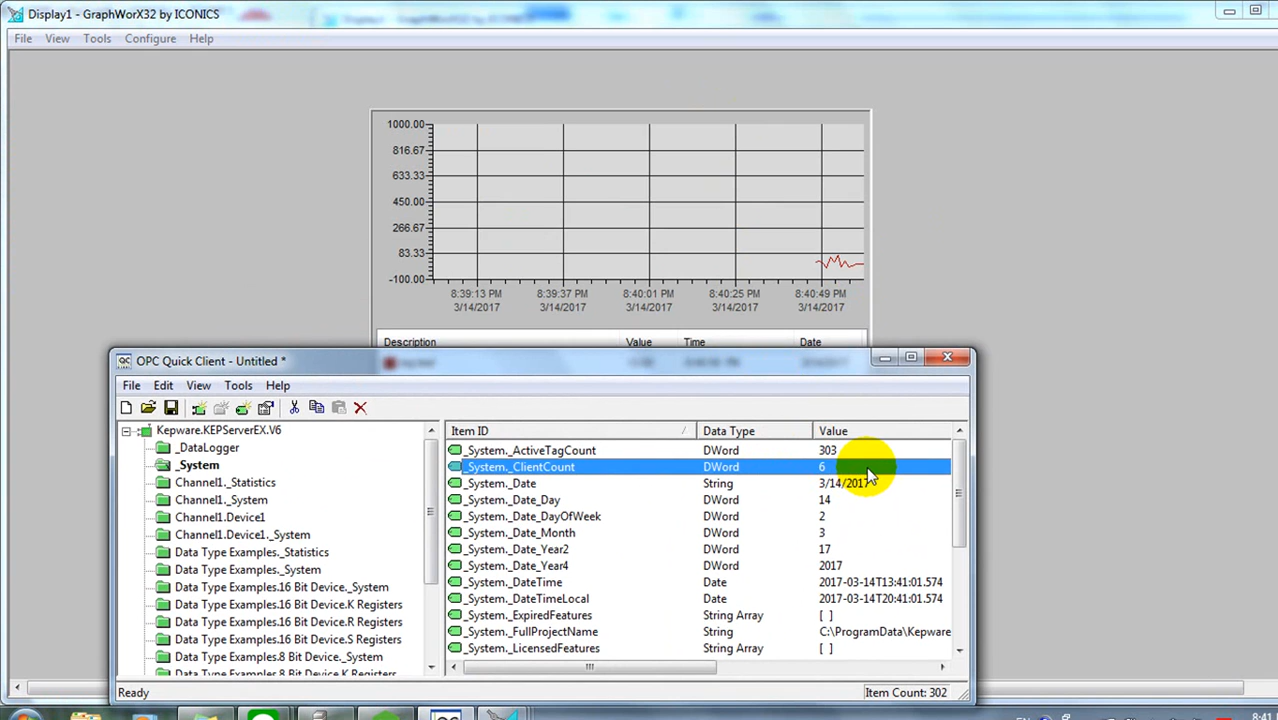 Display1 - GraphWorX32 by ICONICS
File View Tools Configure Help
1000.00
816.67
633.33
450.00
266.67
83.33
-100.00
8:39:13 PM 8:39:37 PM 8:40:01 PM 8:40:25 PM 8:40:49 PM
3/14/2017 3/14/2017 3/14/2017 3/14/2017 3/14/2017
Description Value Time Date
OPC Quick Client - Untitled *
File Edit View Tools Help
Kepware.KEPServerEX.V6
_DataLogger
_System
Channel1._Statistics
Channel1._System
Channel1.Device1
Channel1.Device1._System
Data Type Examples._Statistics
Data Type Examples._System
Data Type Examples.16 Bit Device._System
Data Type Examples.16 Bit Device.K Registers
Data Type Examples.16 Bit Device.R Registers
Data Type Examples.16 Bit Device.S Registers
Data Type Examples.8 Bit Device._System
Data Type Examples.8 Bit Device.K Registers
Item ID Data Type Value
_System._ActiveTagCount DWord 303
_System._ClientCount DWord 6
_System._Date String 3/14/2017
_System._Date_Day DWord 14
_System._Date_DayOfWeek DWord 2
_System._Date_Month DWord 3
_System._Date_Year2 DWord 17
_System._Date_Year4 DWord 2017
_System._DateTime Date 2017-03-14T13:41:01.574
_System._DateTimeLocal Date 2017-03-14T20:41:01.574
_System._ExpiredFeatures String Array [ ]
_System._FullProjectName String C:\ProgramData\Kepware
_System._LicensedFeatures String Array [ ]
Ready Item Count: 302